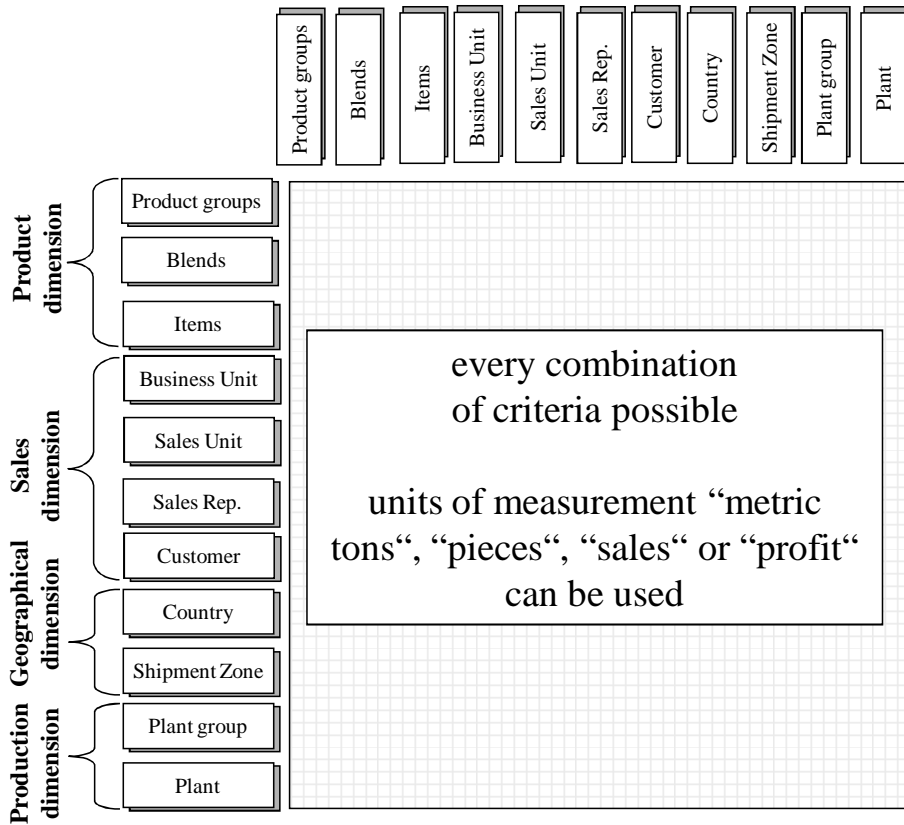 Product groups
Blends
Items
Business Unit
Sales Unit
Sales Rep.
Customer
Country
Shipment Zone
Plant group
Plant
Product
dimension
Product groups
Blends
Items
Sales
dimension
Business Unit
Sales Unit
Sales Rep.
Customer
Geographical
dimension
Country
Shipment Zone
Production
dimension
Plant group
Plant
every combination
of criteria possible
units of measurement “metric
tons“, “pieces“, “sales“ or “profit“
can be used